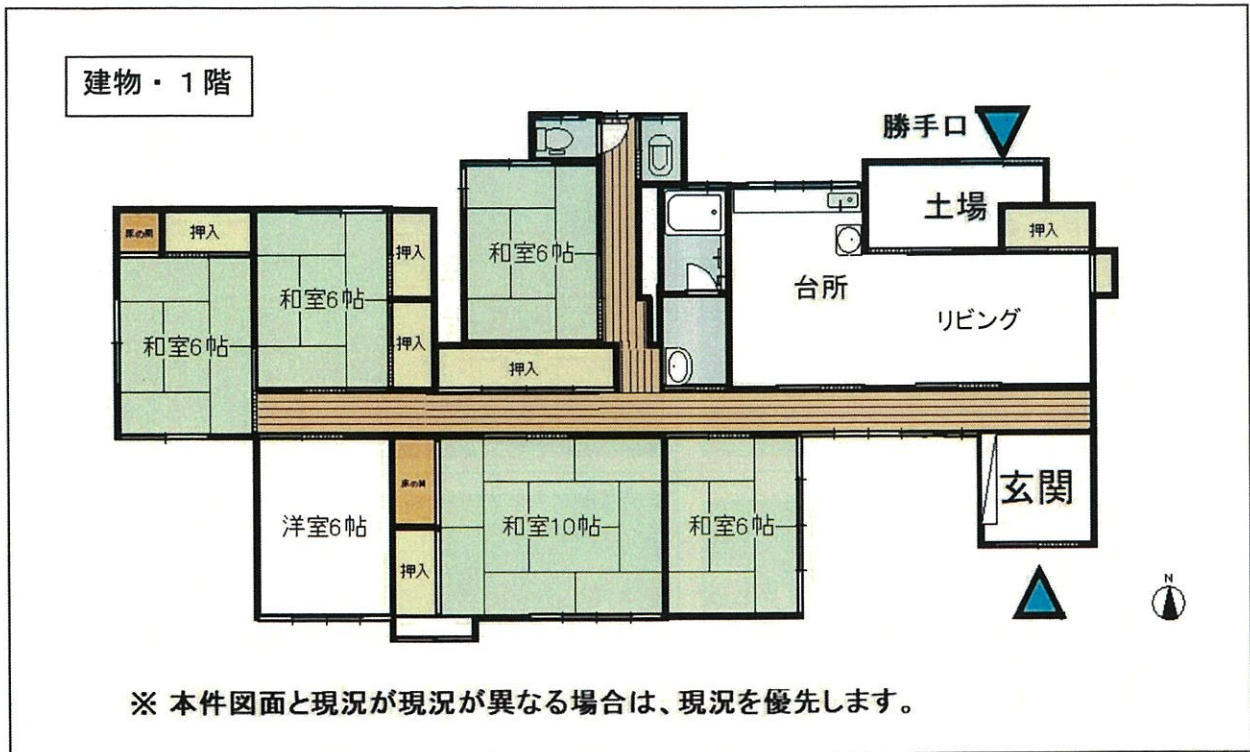 建物・1階
勝手口
土場
押入
床の間
押入
和室6帖
和室6帖
押入
押入
和室6帖
押入
台所
リビング
洋室6帖
床の間
押入
和室10帖
和室6帖
玄関
N
※ 本件図面と現況が現況が異なる場合は、現況を優先します。